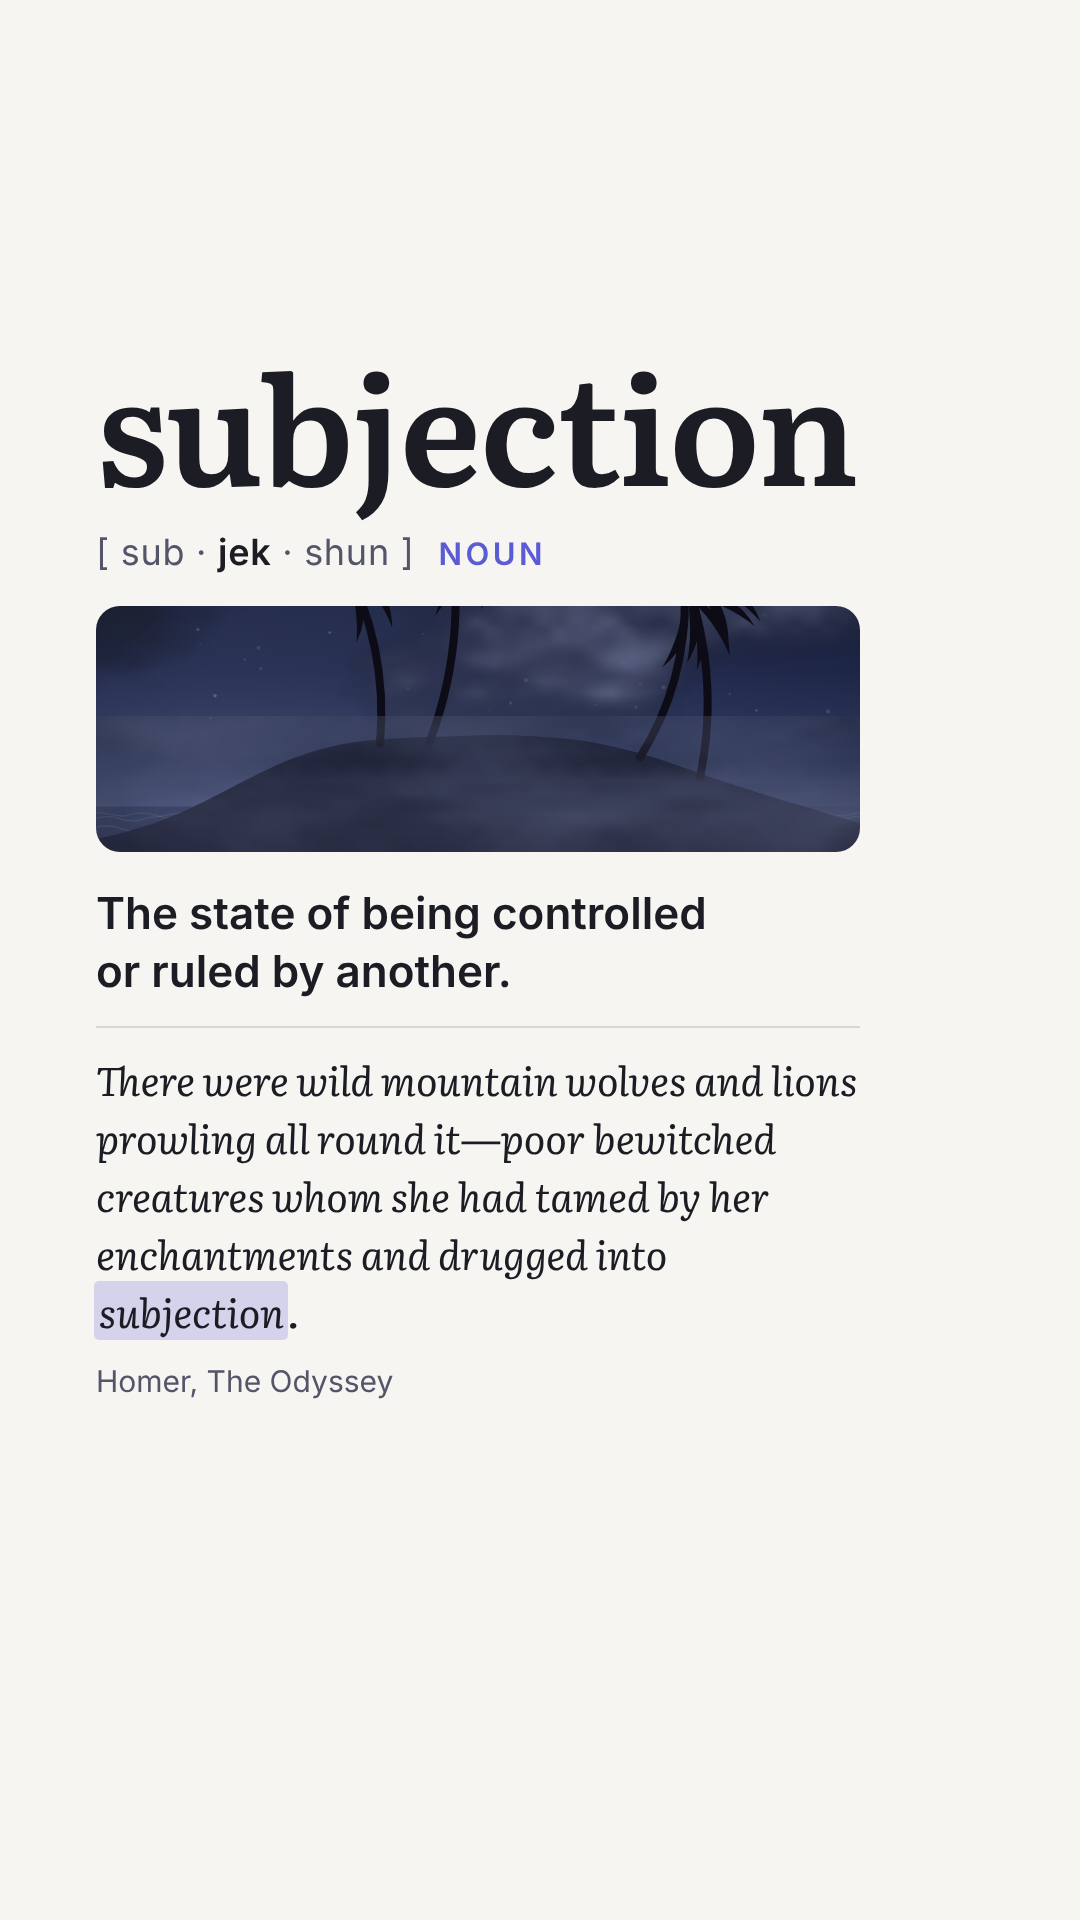 subjection
[ sub · jek · shun ] NOUN
The state of being controlled
or ruled by another.
There were wild mountain wolves and lions
prowling all round it—poor bewitched
creatures whom she had tamed by her
enchantments and drugged into
subjection.
Homer, The Odyssey